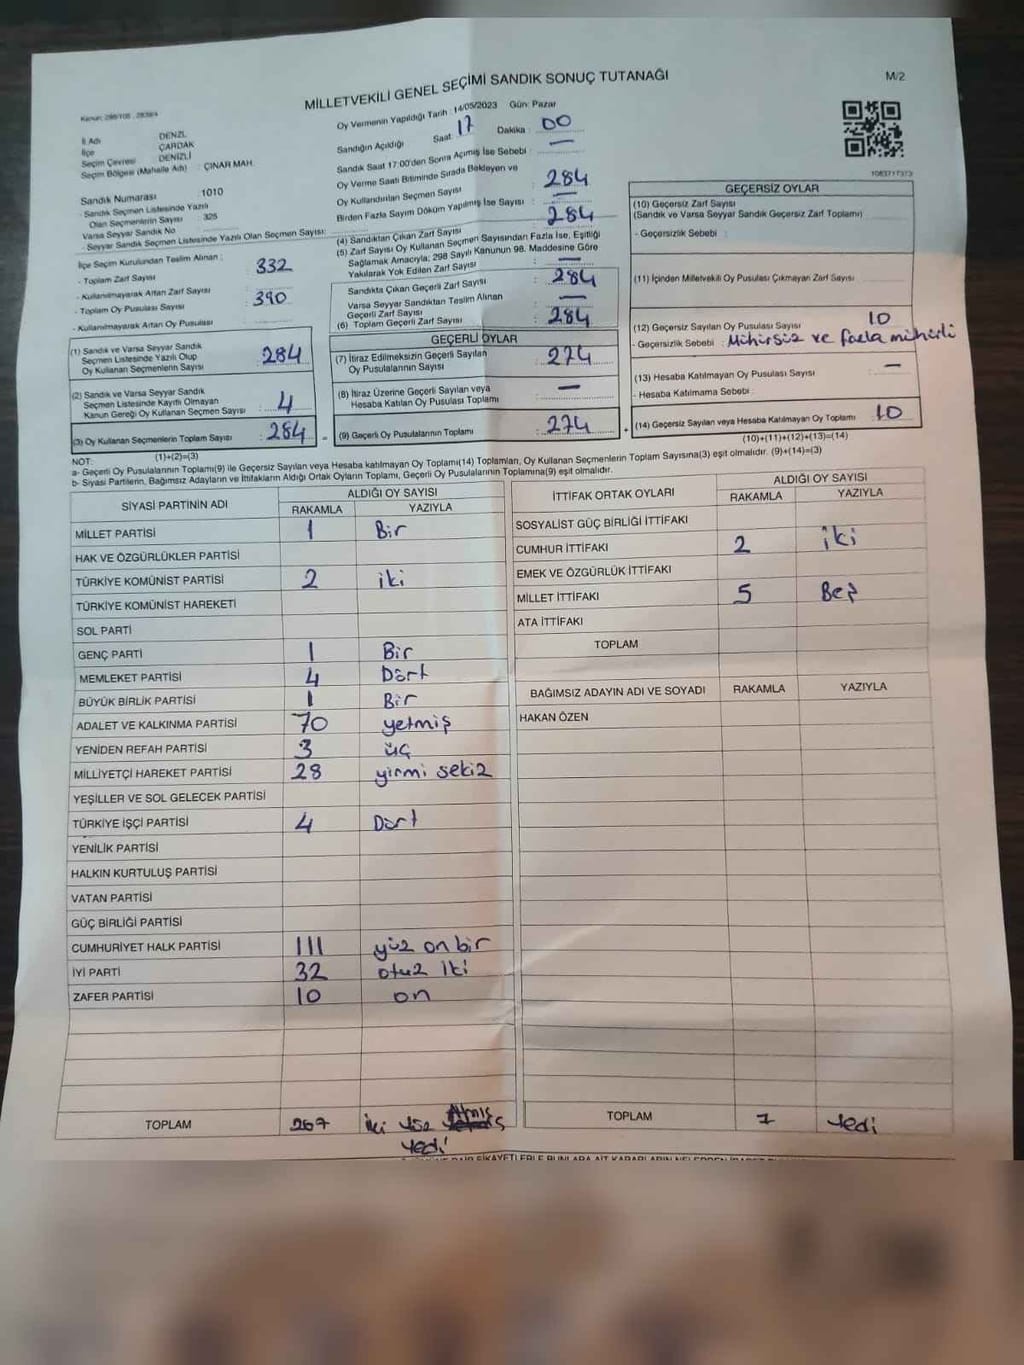 MİLLETVEKİLİ GENEL SEÇİMİ SANDIK SONUÇ TUTANAĞI
M/2
İl Adı DENZL
İlçe ÇARDAK
Seçim Çevresi DENİZLİ
Seçim Bölgesi (Mahalle Adı) : ÇINAR MAH
Sandık Numarası : 1010
- Sandık Seçmen Listesinde Yazılı
Olan Seçmenlerin Sayısı : 325
Varsa Seyyar Sandık No
- Seyyar Sandık Seçmen Listesinde Yazılı Olan Seçmen Sayısı:
İlçe Seçim Kurulundan Teslim Alınan :
- Toplam Zarf Sayısı 332
- Kullanılmayarak Artan Zarf Sayısı
- Toplam Oy Pusulası Sayısı 390
- Kullanılmayarak Artan Oy Pusulası
Oy Vermenin Yapıldığı Tarih : 14/05/2023 Gün: Pazar
Sandığın Açıldığı Saat 17 Dakika : 00
Sandık Saat 17:00'den Sonra Açmış İse Sebebi : —
Oy Verme Saati Bitiminde Sırada Bekleyen ve
Oy Kullandırılan Seçmen Sayısı : 284
Birden Fazla Sayım Döküm Yapılmış İse Sayısı : —
(4) Sandıktan Çıkan Zarf Sayısı : 284
(5) Zarf Sayısı Oy Kullanan Seçmen Sayısından Fazla İse, Eşitliği
Sağlamak Amacıyla; 298 Sayılı Kanunun 98. Maddesine Göre
Yakılarak Yok Edilen Zarf Sayısı : —
Sandıkta Çıkan Geçerli Zarf Sayısı : 284
Varsa Seyyar Sandıktan Teslim Alınan
Geçerli Zarf Sayısı : —
(6) Toplam Geçerli Zarf Sayısı : 284
1083717373
GEÇERSİZ OYLAR
(10) Geçersiz Zarf Sayısı
(Sandık ve Varsa Seyyar Sandık Geçersiz Zarf Toplamı)
- Geçersizlik Sebebi :
(11) İçinden Milletvekili Oy Pusulası Çıkmayan Zarf Sayısı
(12) Geçersiz Sayılan Oy Pusulası Sayısı 10
- Geçersizlik Sebebi : Mühürsüz ve fazla mühürlü
(13) Hesaba Katılmayan Oy Pusulası Sayısı —
- Hesaba Katılmama Sebebi :
(14) Geçersiz Sayılan veya Hesaba Katılmayan Oy Toplamı 10
(10)+(11)+(12)+(13)=(14)
(1) Sandık ve Varsa Seyyar Sandık
Seçmen Listesinde Yazılı Olup
Oy Kullanan Seçmenlerin Sayısı : 284
(2) Sandık ve Varsa Seyyar Sandık
Seçmen Listesinde Kayıtlı Olmayan
Kanun Gereği Oy Kullanan Seçmen Sayısı : 4
(3) Oy Kullanan Seçmenlerin Toplam Sayısı : 284
(1)+(2)=(3)
GEÇERLİ OYLAR
(7) İtiraz Edilmeksizin Geçerli Sayılan
Oy Pusulalarının Sayısı : 274
(8) İtiraz Üzerine Geçerli Sayılan veya
Hesaba Katılan Oy Pusulası Toplamı : —
(9) Geçerli Oy Pusulalarının Toplamı : 274
NOT:
a- Geçerli Oy Pusulalarının Toplamı(9) ile Geçersiz Sayılan veya Hesaba katılmayan Oy Toplamı(14) Toplamları, Oy Kullanan Seçmenlerin Toplam Sayısına(3) eşit olmalıdır. (9)+(14)=(3)
b- Siyasi Partilerin, Bağımsız Adayların ve İttifakların Aldığı Ortak Oyların Toplamı, Geçerli Oy Pusulalarının Toplamına(9) eşit olmalıdır.
SİYASİ PARTİNİN ADI ALDIĞI OY SAYISI
RAKAMLA YAZIYLA
MİLLET PARTİSİ 1 Bir
HAK VE ÖZGÜRLÜKLER PARTİSİ
TÜRKİYE KOMÜNİST PARTİSİ 2 iki
TÜRKİYE KOMÜNİST HAREKETİ
SOL PARTİ
GENÇ PARTİ 1 Bir
MEMLEKET PARTİSİ 4 Dört
BÜYÜK BİRLİK PARTİSİ 1 Bir
ADALET VE KALKINMA PARTİSİ 70 yetmiş
YENİDEN REFAH PARTİSİ 3 üç
MİLLİYETÇİ HAREKET PARTİSİ 28 yirmi sekiz
YEŞİLLER VE SOL GELECEK PARTİSİ
TÜRKİYE İŞÇİ PARTİSİ 4 Dört
YENİLİK PARTİSİ
HALKIN KURTULUŞ PARTİSİ
VATAN PARTİSİ
GÜÇ BİRLİĞİ PARTİSİ
CUMHURİYET HALK PARTİSİ 111 yüz on bir
İYİ PARTİ 32 otuz iki
ZAFER PARTİSİ 10 on
TOPLAM 267 iki yüz Atmış
yedi
İTTİFAK ORTAK OYLARI ALDIĞI OY SAYISI
RAKAMLA YAZIYLA
SOSYALİST GÜÇ BİRLİĞİ İTTİFAKI
CUMHUR İTTİFAKI 2 iki
EMEK VE ÖZGÜRLÜK İTTİFAKI
MİLLET İTTİFAKI 5 Beş
ATA İTTİFAKI
TOPLAM
BAĞIMSIZ ADAYIN ADI VE SOYADI RAKAMLA YAZIYLA
HAKAN ÖZEN
TOPLAM 7 yedi